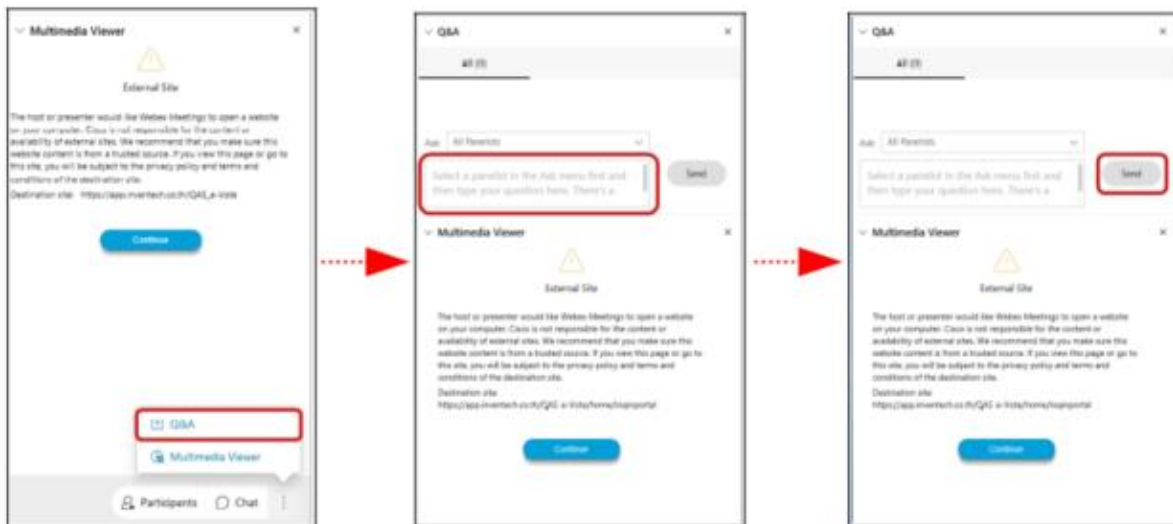 Multimedia Viewer
External Site
The host or presenter would like Webex Meetings to open a website
on your computer. Cisco is not responsible for the content or
availability of external sites. We recommend that you make sure this
website content is from a trusted source. If you view this page or go to
this site, you will be subject to the privacy policy and terms and
conditions of the destination site.
Destination site:
Continue
Q&A
Multimedia Viewer
Participants Chat
Q&A
All (1)
Ask: All Panelists
Select a panelist in the Ask menu first and
then type your question here. There's a
Send
Multimedia Viewer
External Site
The host or presenter would like Webex Meetings to open a website
on your computer. Cisco is not responsible for the content or
availability of external sites. We recommend that you make sure this
website content is from a trusted source. If you view this page or go to
this site, you will be subject to the privacy policy and terms and
conditions of the destination site.
Destination site:
Continue
Q&A
All (1)
Ask: All Panelists
Select a panelist in the Ask menu first and
then type your question here. There's a
Send
Multimedia Viewer
External Site
The host or presenter would like Webex Meetings to open a website
on your computer. Cisco is not responsible for the content or
availability of external sites. We recommend that you make sure this
website content is from a trusted source. If you view this page or go to
this site, you will be subject to the privacy policy and terms and
conditions of the destination site.
Destination site:
Continue